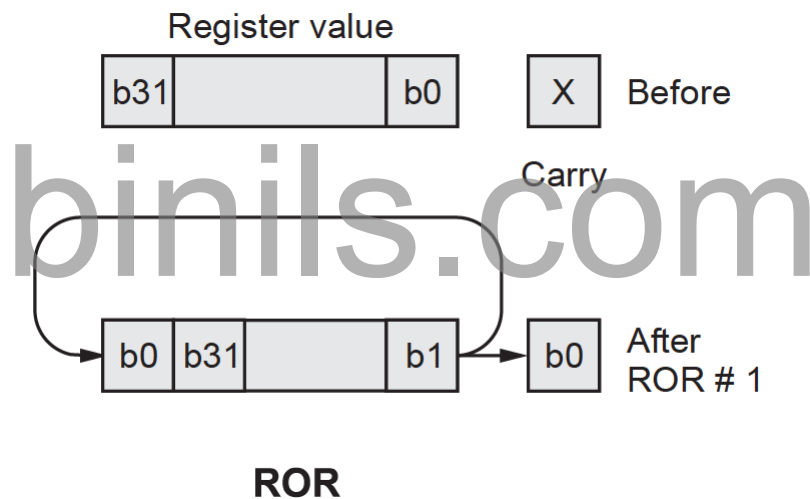 Register value
b31 b0 X Before
Carry
binils.com
b0 b31 b1 b0 After
ROR # 1
ROR